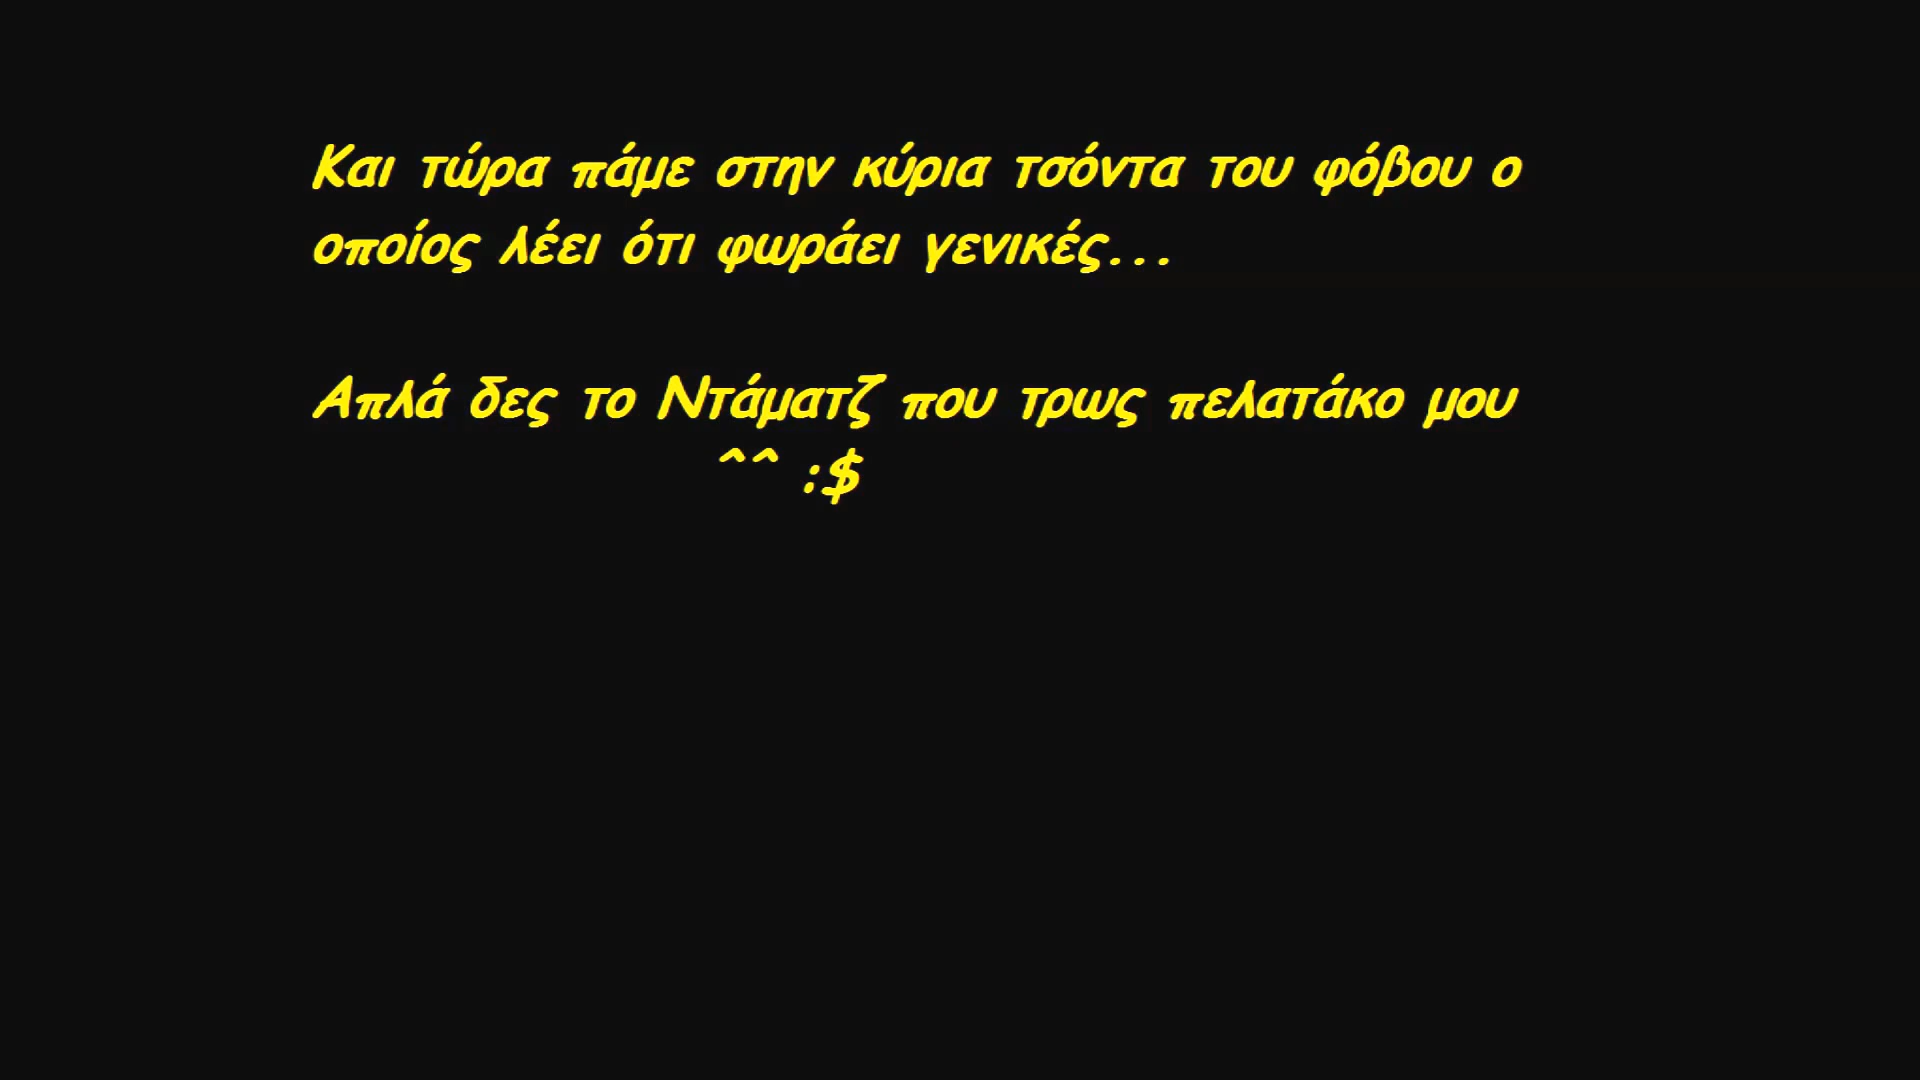 Και τώρα πάμε στην κύρια τσόντα του φόβου ο
οποίος λέει ότι φωράει γενικές...
Απλά δες το Ντάματζ που τρως πελατάκο μου
^^ :$